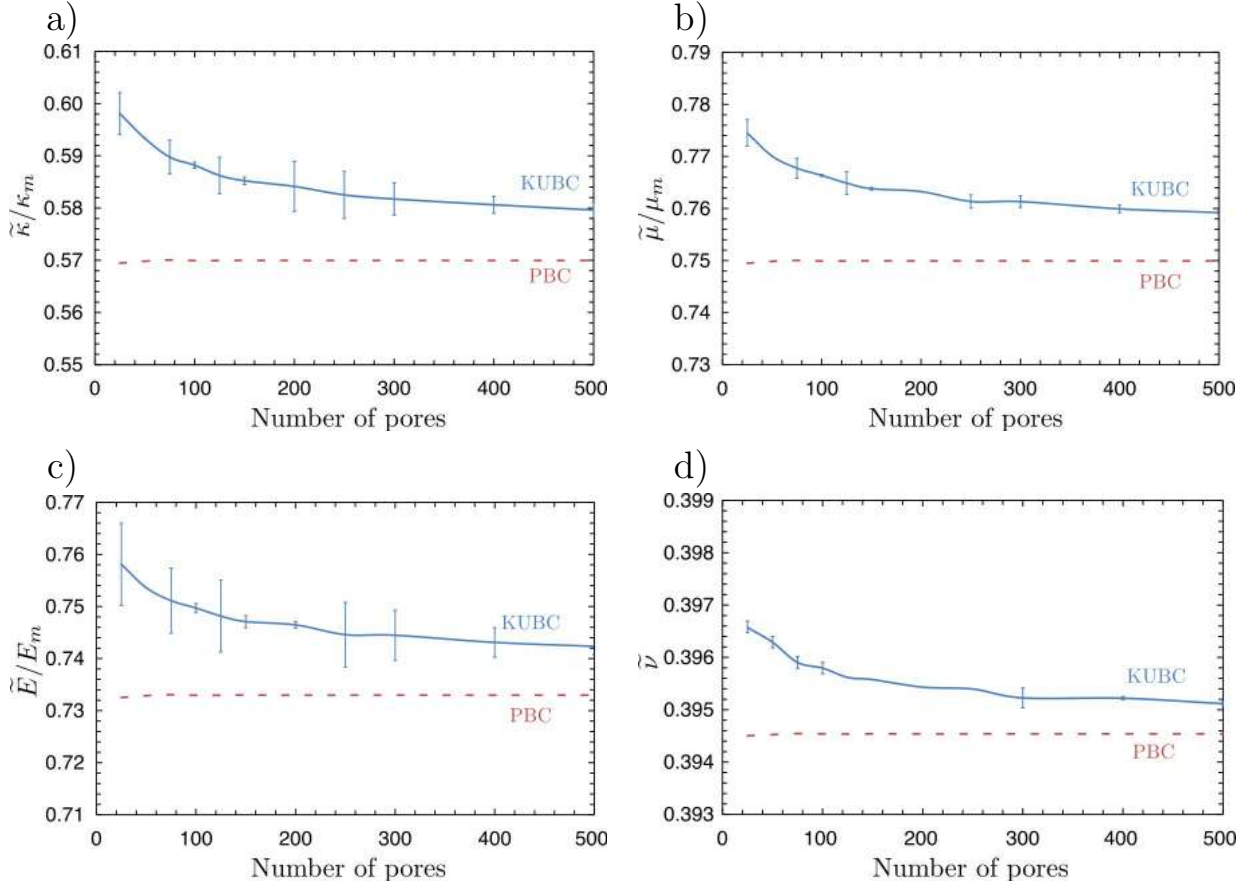 a)
0.61
0.60
0.59
0.58
0.57
0.56
0.55
κ̃/κₘ
KUBC
PBC
0 100 200 300 400 500
Number of pores
b)
0.79
0.78
0.77
0.76
0.75
0.74
0.73
μ̃/μₘ
KUBC
PBC
0 100 200 300 400 500
Number of pores
c)
0.77
0.76
0.75
0.74
0.73
0.72
0.71
Ẽ/Eₘ
KUBC
PBC
0 100 200 300 400 500
Number of pores
d)
0.399
0.398
0.397
0.396
0.395
0.394
0.393
ν̃
KUBC
PBC
0 100 200 300 400 500
Number of pores